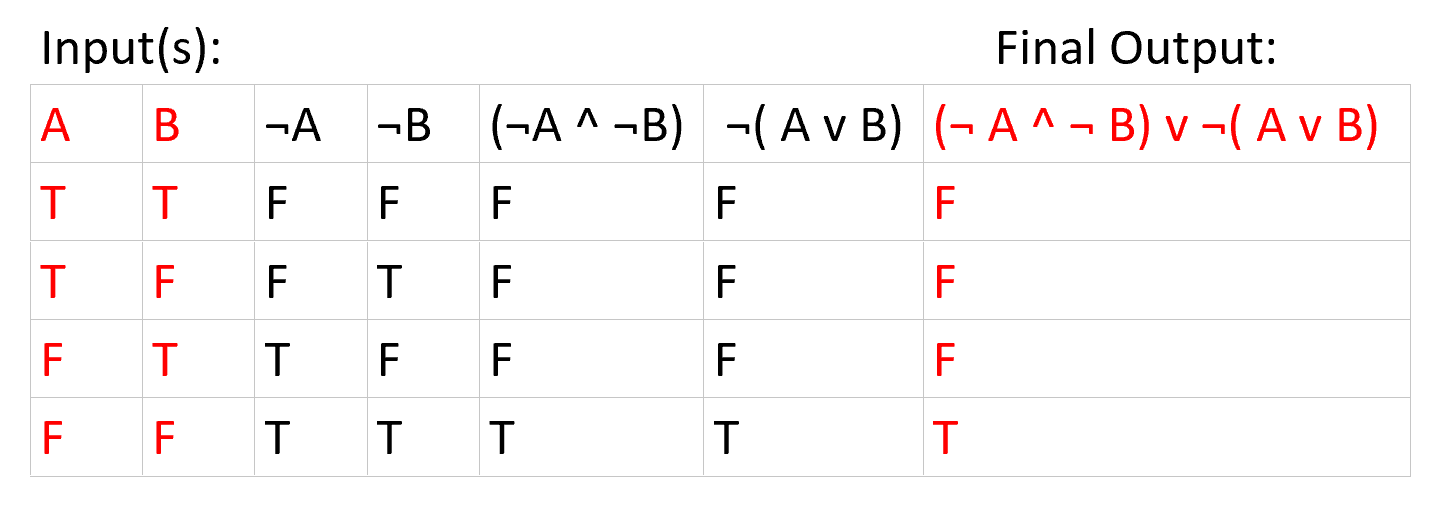 Input(s): Final Output:
A B ¬A ¬B (¬A ^ ¬B) ¬( A v B) (¬ A ^ ¬ B) v ¬( A v B)
T T F F F F F
T F F T F F F
F T T F F F F
F F T T T T T